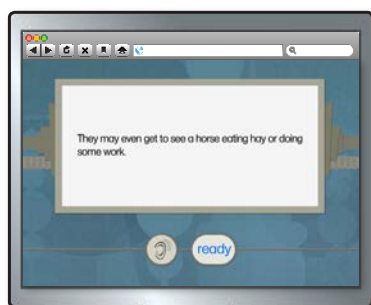 They may even get to see a horse eating hay or doing
some work.
ready